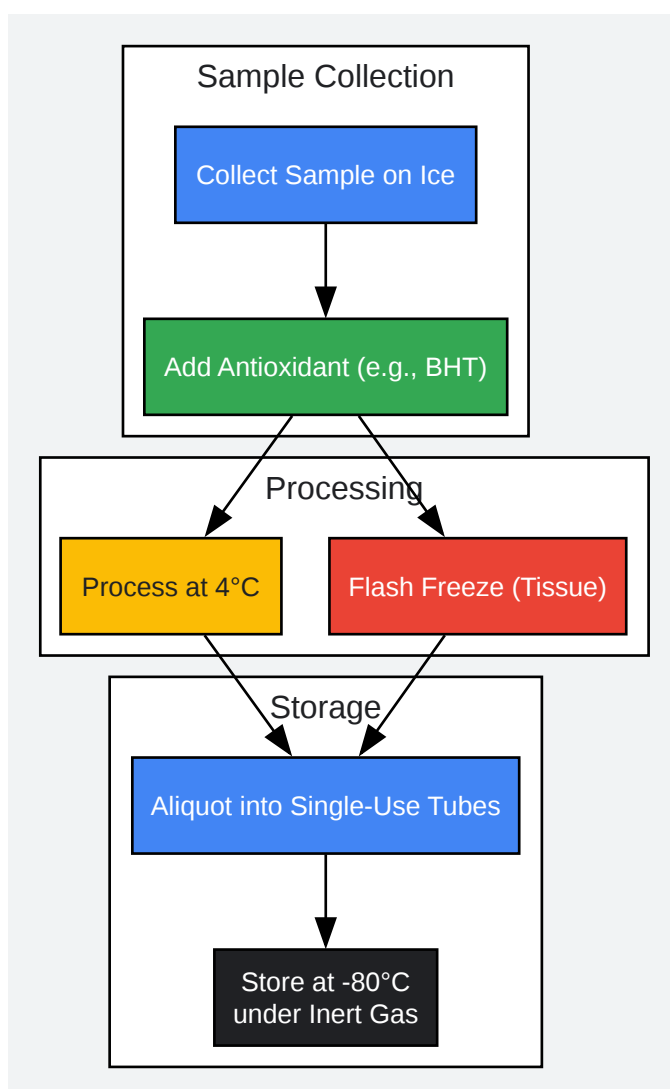 Sample Collection
Collect Sample on Ice
Add Antioxidant (e.g., BHT)
Processing
Process at 4°C
Flash Freeze (Tissue)
Storage
Aliquot into Single-Use Tubes
Store at -80°C
under Inert Gas